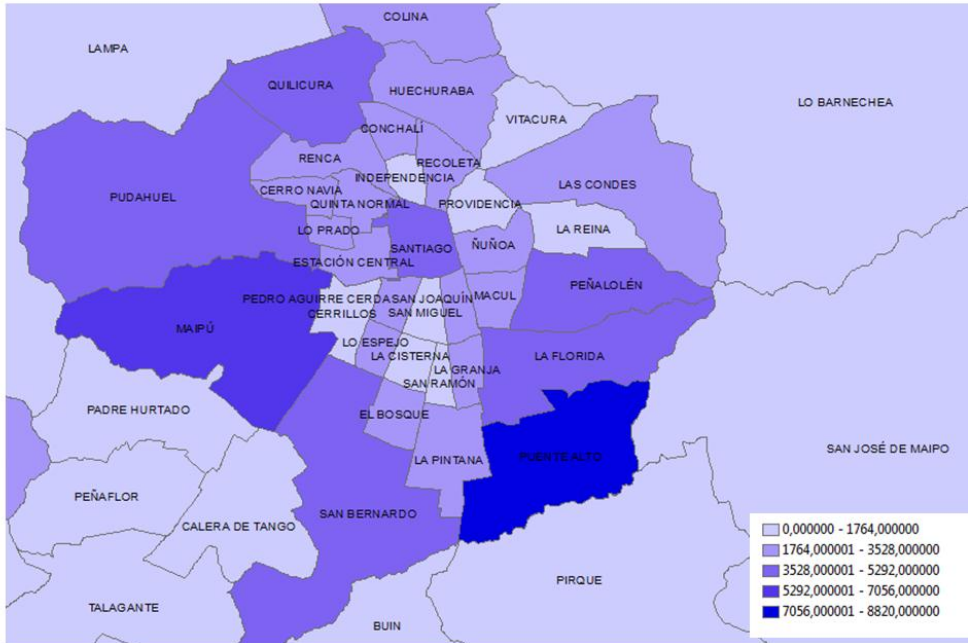 COLINA
LAMPA
QUILICURA
HUECHURABA
LO BARNECHEA
VITACURA
CONCHALÍ
RENCA
RECOLETA
INDEPENDENCIA
LAS CONDES
CERRO NAVIA
PUDAHUEL
QUINTA NORMAL
PROVIDENCIA
LO PRADO
LA REINA
SANTIAGO
ÑUÑOA
ESTACIÓN CENTRAL
PEÑALOLÉN
PEDRO AGUIRRE CERDA
SAN JOAQUÍN
MACUL
CERRILLOS
SAN MIGUEL
MAIPÚ
LO ESPEJO
LA CISTERNA
LA FLORIDA
LA GRANJA
SAN RAMÓN
PADRE HURTADO
EL BOSQUE
SAN JOSÉ DE MAIPO
PUENTE ALTO
LA PINTANA
PEÑAFLOR
SAN BERNARDO
CALERA DE TANGO
PIRQUE
TALAGANTE
BUIN
0,000000 - 1764,000000
1764,000001 - 3528,000000
3528,000001 - 5292,000000
5292,000001 - 7056,000000
7056,000001 - 8820,000000